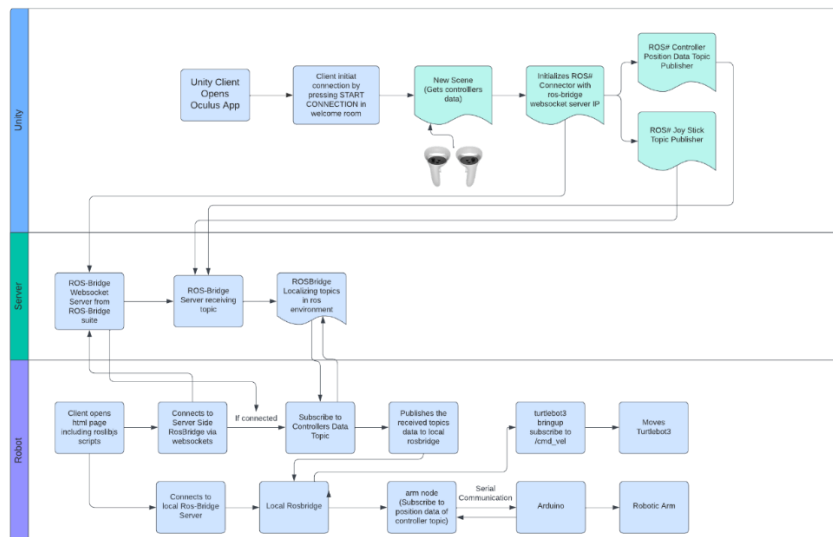 Unity
Unity Client
Opens
Oculus App
Client initiat
connection by
pressing START
CONNECTION in
welcome room
New Scene
(Gets controlllers
data)
Initializes ROS#
Connector with
ros-bridge
websocket server IP
ROS# Controller
Position Data Topic
Publisher
ROS# Joy Stick
Topic Publisher
Server
ROS-Bridge
Websocket
Server from
ROS-Bridge
suite
ROS-Bridge
Server receiving
topic
ROSBridge
Localizing topics
in ros
environment
Robot
Client opens
html page
including roslibjs
scripts
Connects to
Server Side
RosBridge via
websockets
If connected
Subscribe to
Controllers Data
Topic
Publishes the
received topics
data to local
rosbridge
turtlebot3
bringup
subscribe to
/cmd_vel
Moves
Turtlebot3
Connects to
local Ros-Bridge
Server
Local Rosbridge
arm node
(Subscribe to
position data of
controller topic)
Serial
Communication
Arduino
Robotic Arm